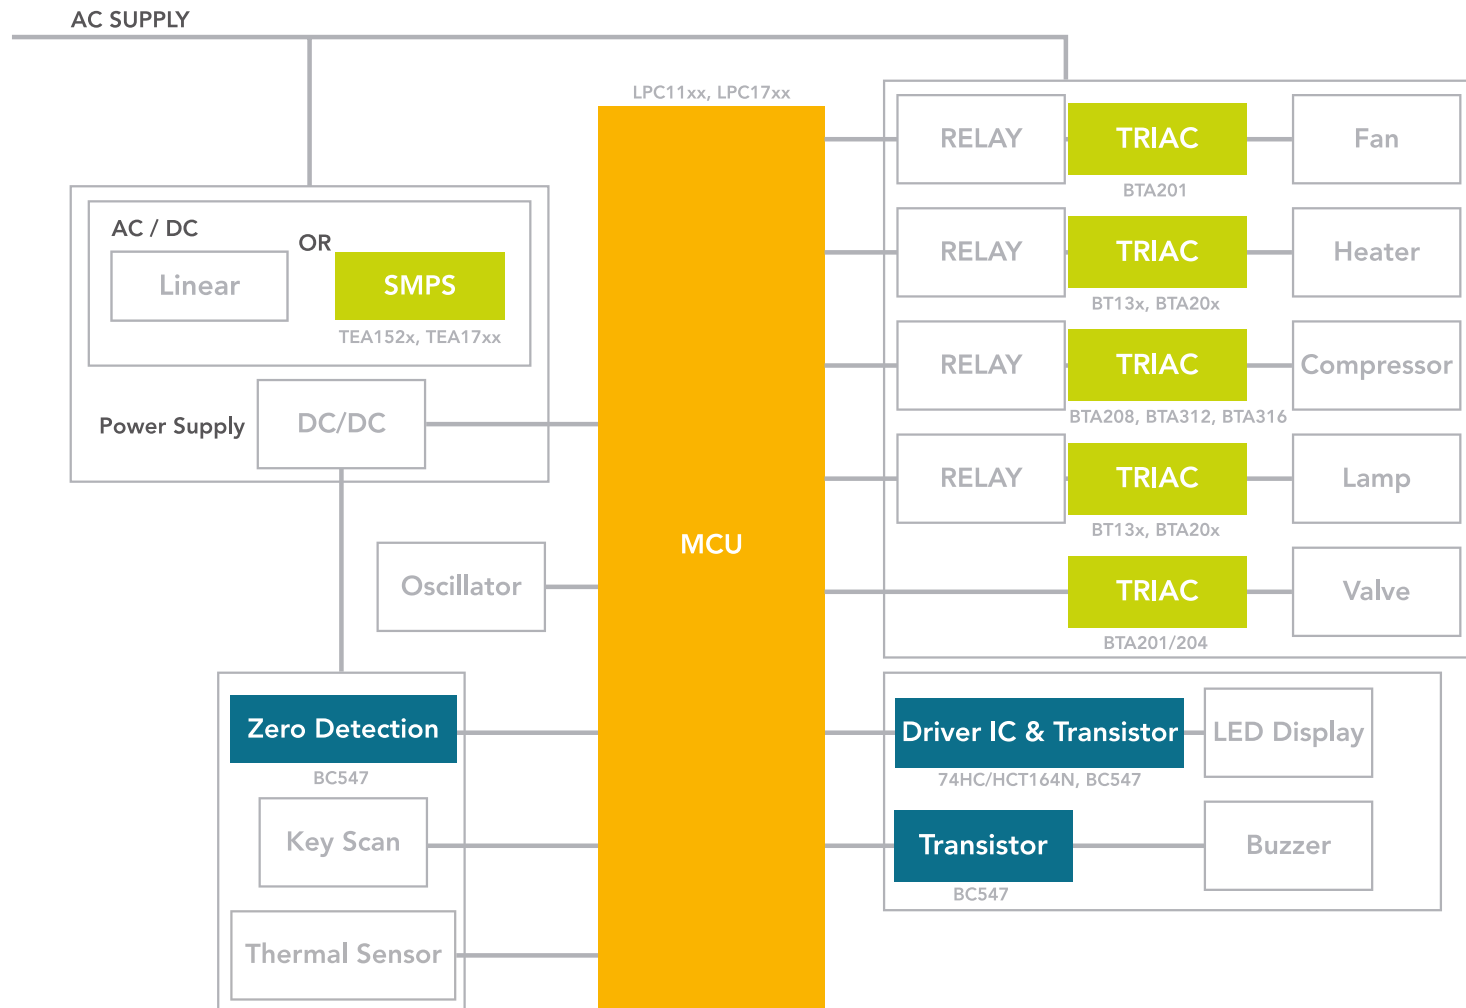 AC SUPPLY
LPC11xx, LPC17xx
RELAY
TRIAC
Fan
BTA201
AC / DC
OR
Linear
SMPS
TEA152x, TEA17xx
RELAY
TRIAC
Heater
BT13x, BTA20x
RELAY
TRIAC
Compressor
BTA208, BTA312, BTA316
Power Supply
DC/DC
RELAY
TRIAC
Lamp
BT13x, BTA20x
MCU
Oscillator
TRIAC
Valve
BTA201/204
Zero Detection
BC547
Driver IC & Transistor
LED Display
74HC/HCT164N, BC547
Key Scan
Transistor
Buzzer
BC547
Thermal Sensor